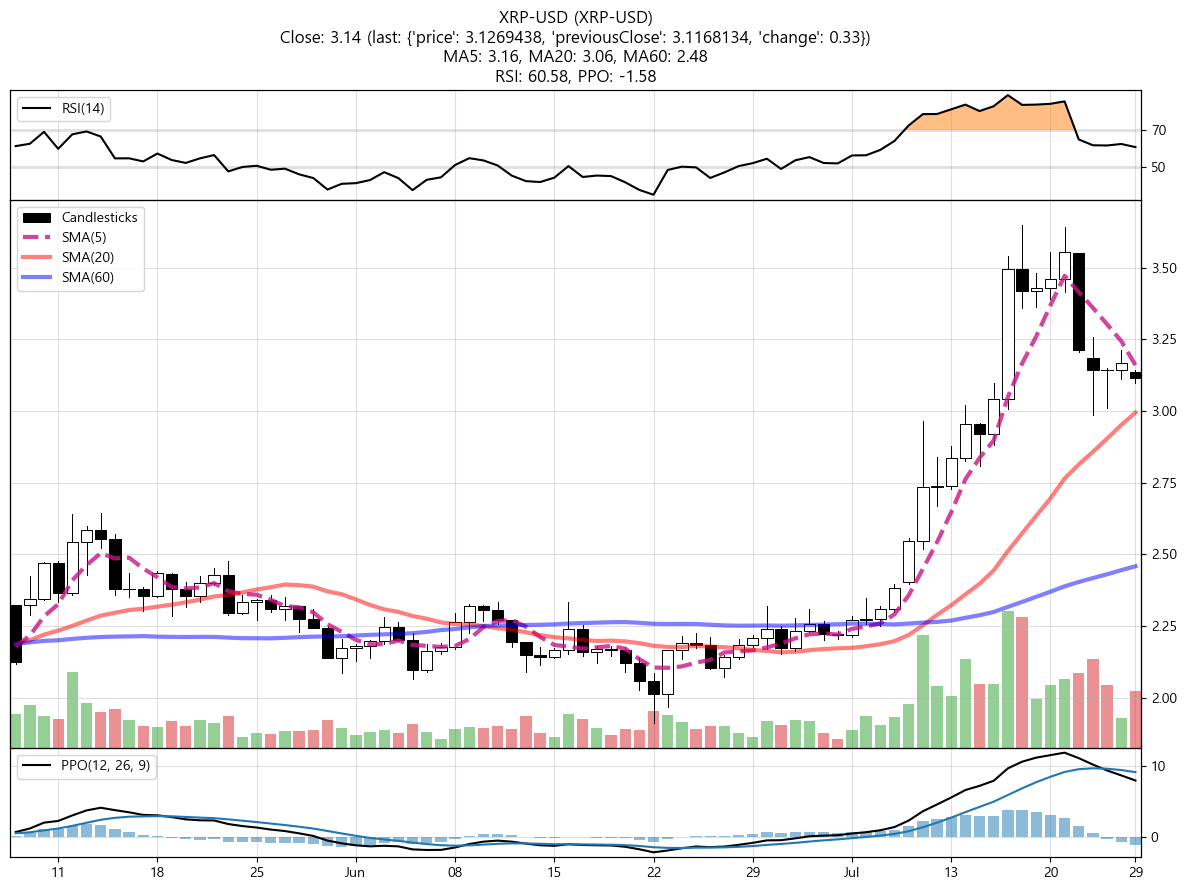 XRP-USD (XRP-USD)
Close: 3.14 (last: {'price': 3.1269438, 'previousClose': 3.1168134, 'change': 0.33})
MA5: 3.16, MA20: 3.06, MA60: 2.48
RSI: 60.58, PPO: -1.58
RSI(14)
70
50
Candlesticks
SMA(5)
SMA(20)
SMA(60)
3.50
3.25
3.00
2.75
2.50
2.25
2.00
PPO(12, 26, 9)
10
0
11 18 25 Jun 08 15 22 29 Jul 13 20 29